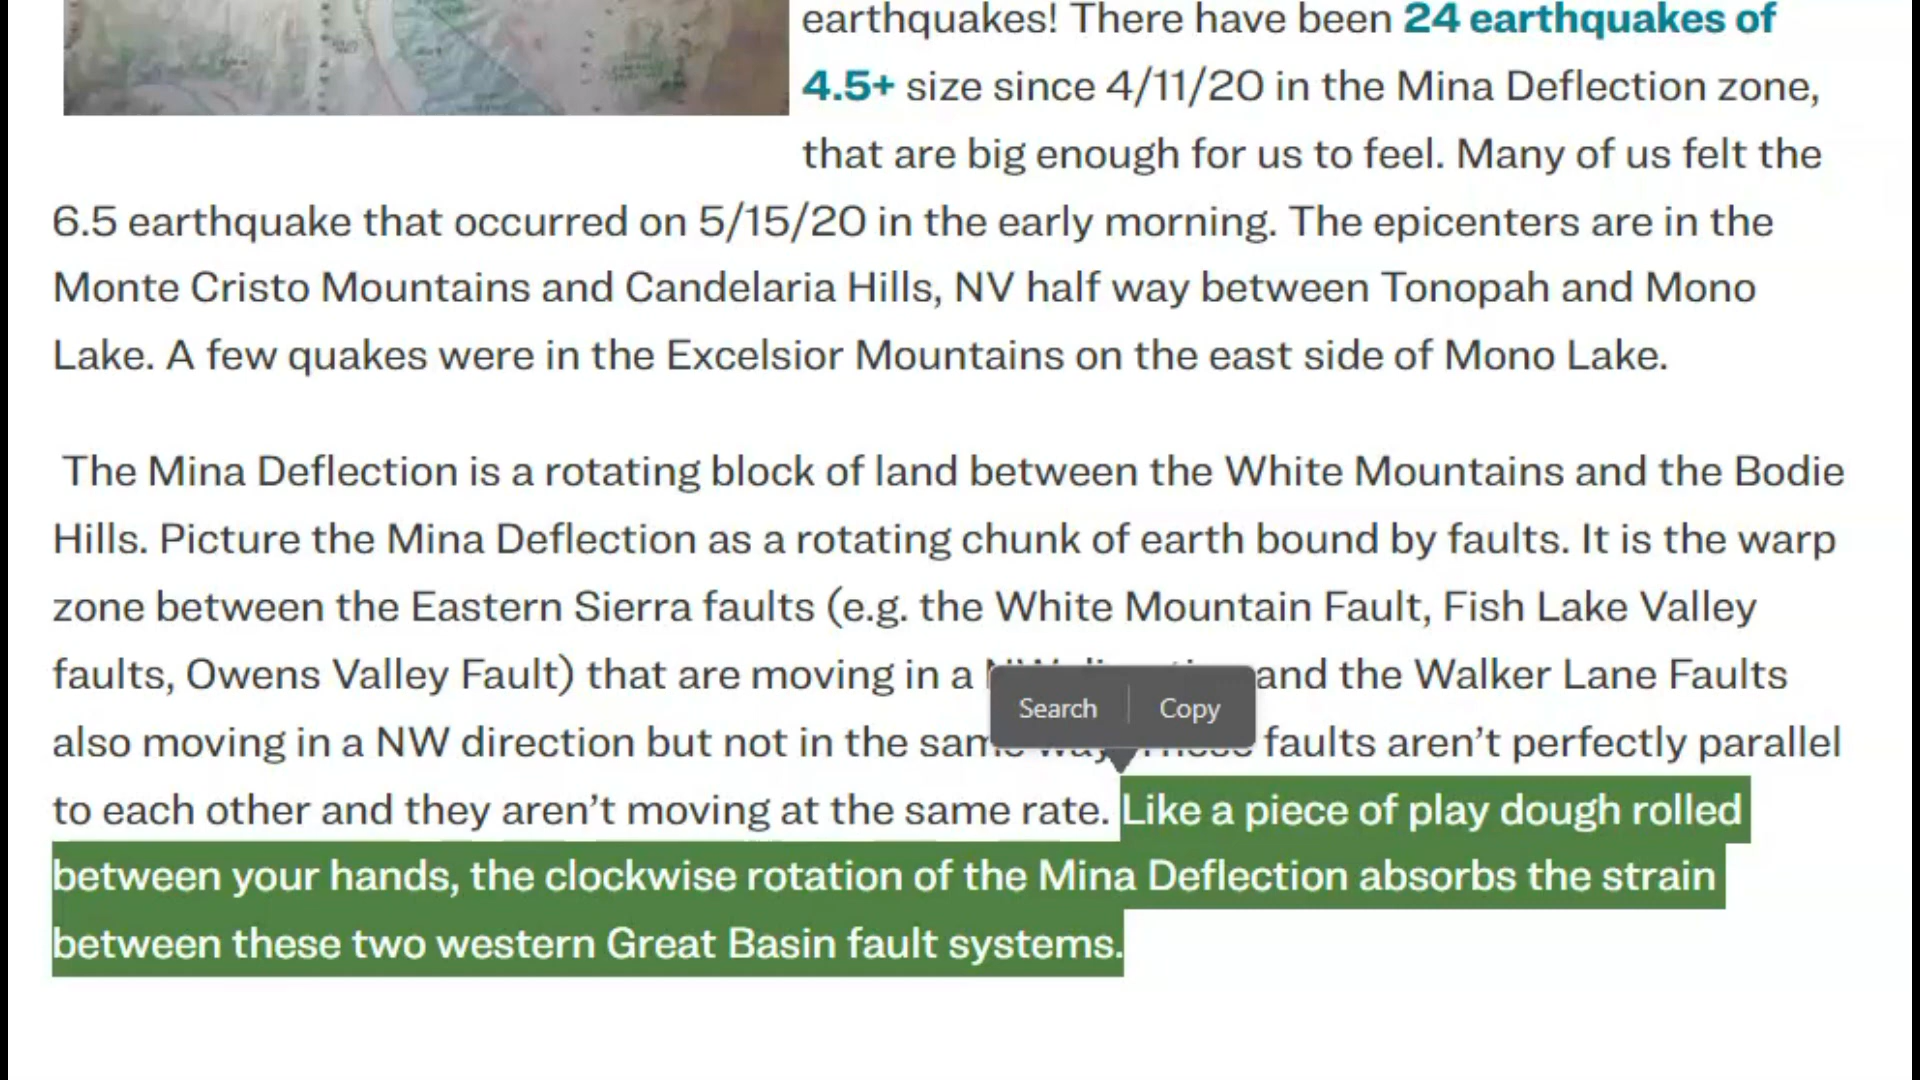 earthquakes! There have been 24 earthquakes of
4.5+ size since 4/11/20 in the Mina Deflection zone,
that are big enough for us to feel. Many of us felt the
6.5 earthquake that occurred on 5/15/20 in the early morning. The epicenters are in the
Monte Cristo Mountains and Candelaria Hills, NV half way between Tonopah and Mono
Lake. A few quakes were in the Excelsior Mountains on the east side of Mono Lake.
The Mina Deflection is a rotating block of land between the White Mountains and the Bodie
Hills. Picture the Mina Deflection as a rotating chunk of earth bound by faults. It is the warp
zone between the Eastern Sierra faults (e.g. the White Mountain Fault, Fish Lake Valley
faults, Owens Valley Fault) that are moving in a and the Walker Lane Faults
Search Copy
also moving in a NW direction but not in the same way. These faults aren't perfectly parallel
to each other and they aren't moving at the same rate. Like a piece of play dough rolled
between your hands, the clockwise rotation of the Mina Deflection absorbs the strain
between these two western Great Basin fault systems.